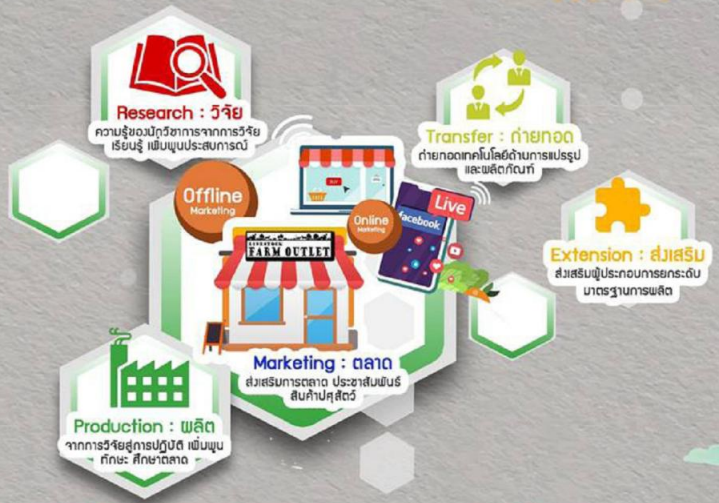 Research : วิจัย
ความรู้ของนักวิชาการจากการวิจัย
เรียนรู้ เพิ่มพูนประสบการณ์
Transfer : ถ่ายทอด
ถ่ายทอดเทคโนโลยีด้านการแปรรูป
และผลิตภัณฑ์
Offline
Marketing
Online
Marketing
BUY
Live
facebook
LIVESTOCK
FARM OUTLET
Extension : ส่งเสริม
ส่งเสริมผู้ประกอบการยกระดับ
มาตรฐานการผลิต
Marketing : ตลาด
ส่งเสริมการตลาด ประชาสัมพันธ์
สินค้าปศุสัตว์
Production : ผลิต
จากการวิจัยสู่การปฏิบัติ เพิ่มพูน
ทักษะ ศึกษาตลาด